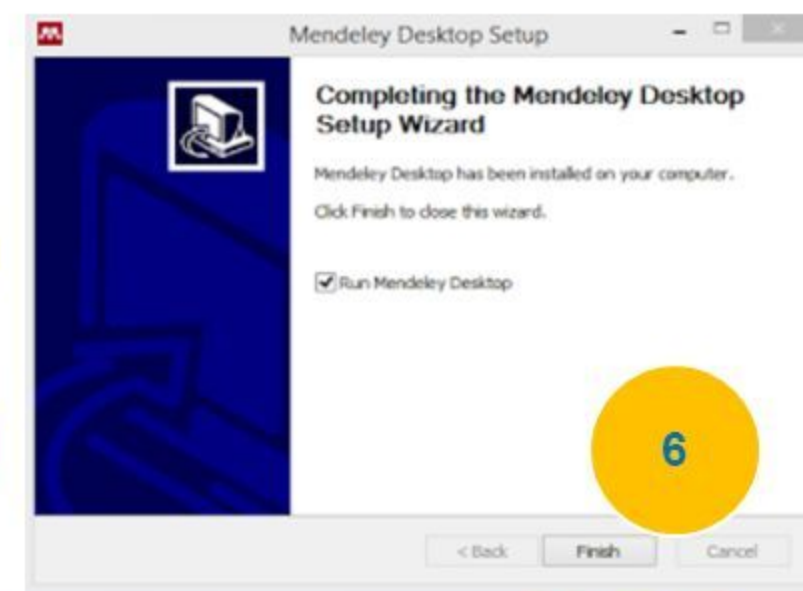 Mendeley Desktop Setup
Completing the Mendeley Desktop
Setup Wizard
Mendeley Desktop has been installed on your computer.
Click Finish to close this wizard.
Run Mendeley Desktop
6
< Back Finish Cancel